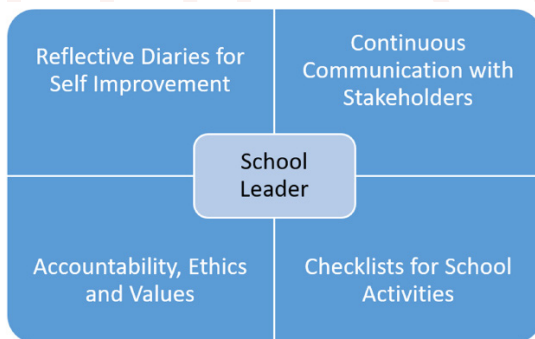 Reflective Diaries for
Self Improvement
Continuous
Communication with
Stakeholders
School
Leader
Accountability, Ethics
and Values
Checklists for School
Activities